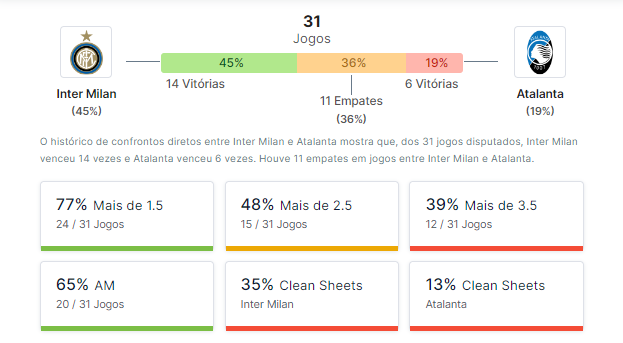 31
Jogos
45%
36%
19%
14 Vitórias
6 Vitórias
Inter Milan
(45%)
11 Empates
(36%)
Atalanta
(19%)
O histórico de confrontos diretos entre Inter Milan e Atalanta mostra que, dos 31 jogos disputados, Inter Milan
venceu 14 vezes e Atalanta venceu 6 vezes. Houve 11 empates em jogos entre Inter Milan e Atalanta.
77% Mais de 1.5
24 / 31 Jogos
48% Mais de 2.5
15 / 31 Jogos
39% Mais de 3.5
12 / 31 Jogos
65% AM
20 / 31 Jogos
35% Clean Sheets
Inter Milan
13% Clean Sheets
Atalanta